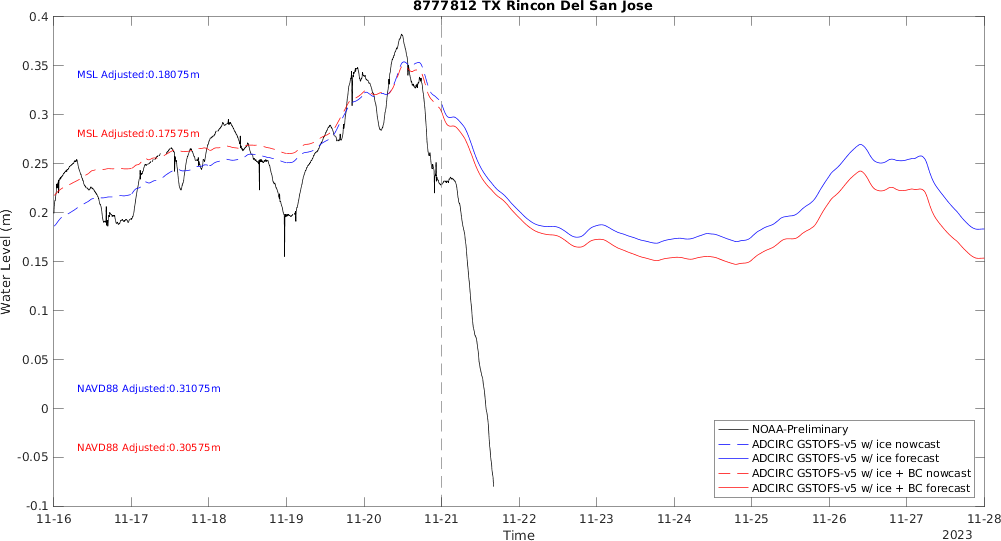 8777812 TX Rincon Del San Jose
0.4
0.35
0.3
0.25
0.2
0.15
0.1
0.05
0
-0.05
-0.1
Water Level (m)
MSL Adjusted:0.18075m
MSL Adjusted:0.17575m
NAVD88 Adjusted:0.31075m
NAVD88 Adjusted:0.30575m
NOAA-Preliminary
ADCIRC GSTOFS-v5 w/ ice nowcast
ADCIRC GSTOFS-v5 w/ ice forecast
ADCIRC GSTOFS-v5 w/ ice + BC nowcast
ADCIRC GSTOFS-v5 w/ ice + BC forecast
11-16 11-17 11-18 11-19 11-20 11-21 11-22 11-23 11-24 11-25 11-26 11-27 11-28
Time
2023